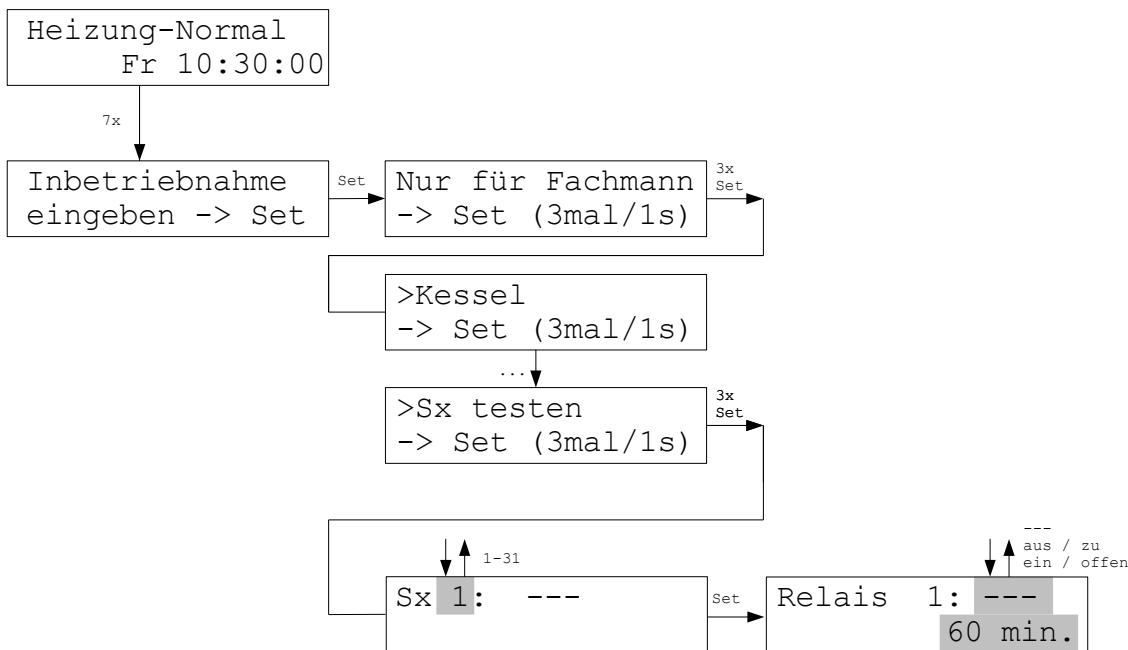 Heizung-Normal
Fr 10:30:00
7x
Inbetriebnahme
eingeben -> Set
Set
Nur für Fachmann
-> Set (3mal/1s)
3x
Set
>Kessel
-> Set (3mal/1s)
...
>Sx testen
-> Set (3mal/1s)
3x
Set
1-31
Sx 1: ---
Set
---
aus / zu
ein / offen
Relais 1: ---
60 min.